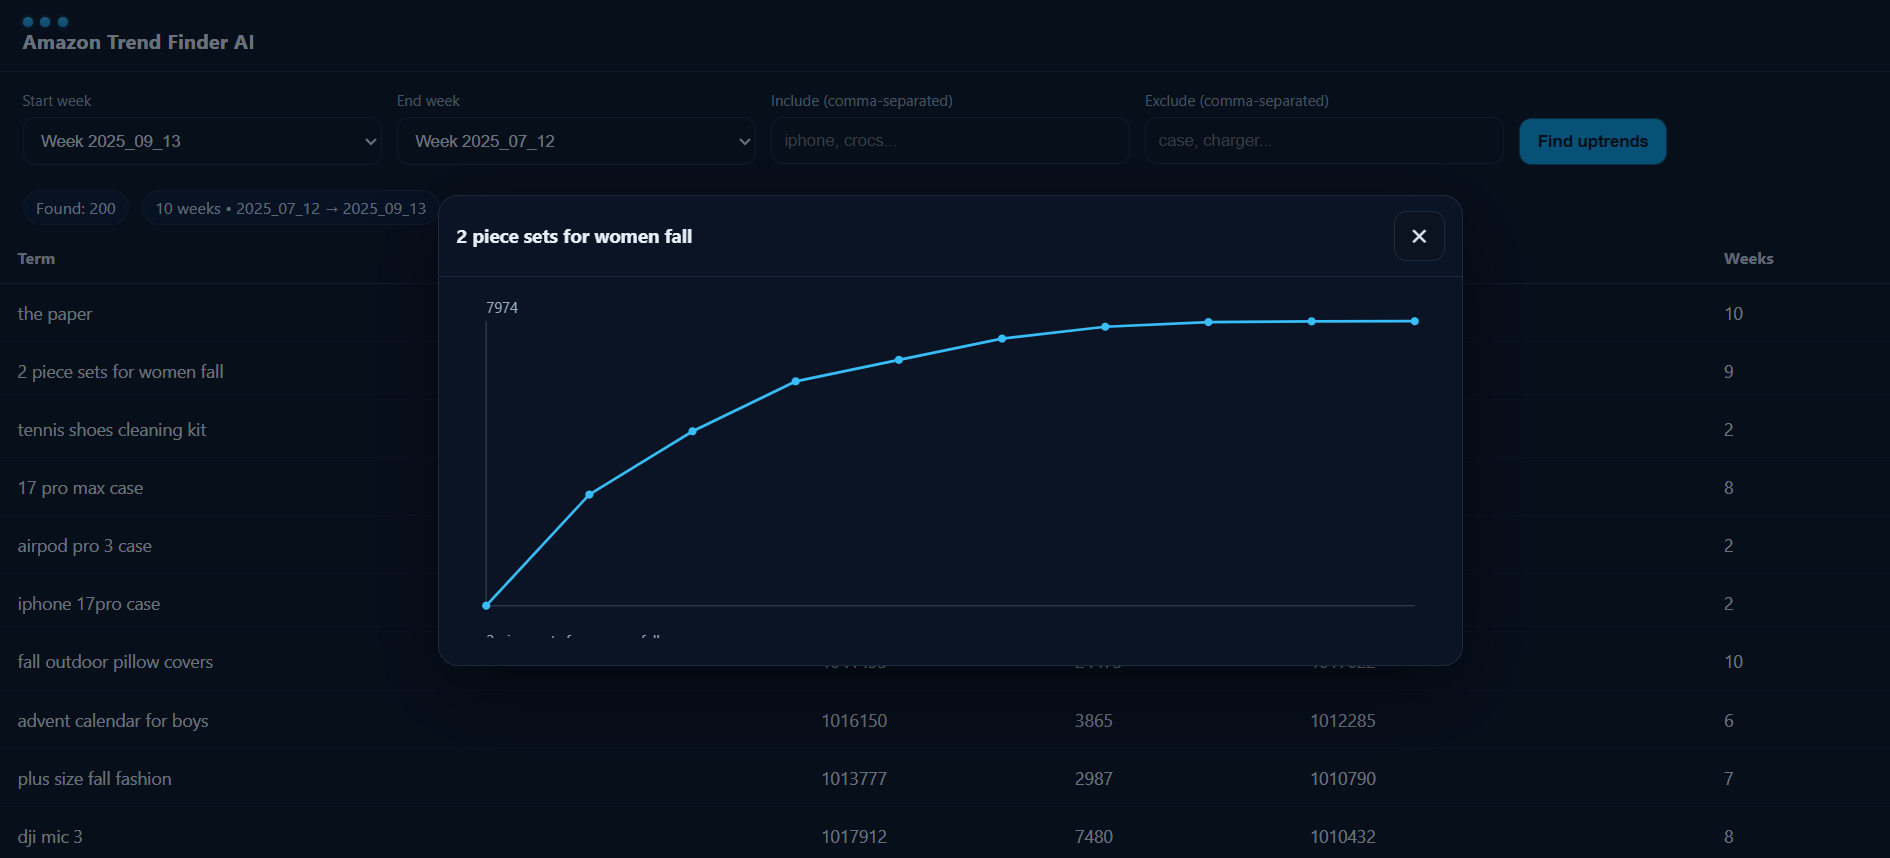 Amazon Trend Finder AI
Start week
End week
Include (comma-separated)
Exclude (comma-separated)
Week 2025_09_13
Week 2025_07_12
iphone, crocs...
case, charger...
Find uptrends
Found: 200
10 weeks • 2025_07_12 → 2025_09_13
2 piece sets for women fall
✕
7974
Term
Weeks
the paper
10
2 piece sets for women fall
9
tennis shoes cleaning kit
2
17 pro max case
8
airpod pro 3 case
2
iphone 17pro case
2
fall outdoor pillow covers
10
advent calendar for boys
1016150
3865
1012285
6
plus size fall fashion
1013777
2987
1010790
7
dji mic 3
1017912
7480
1010432
8